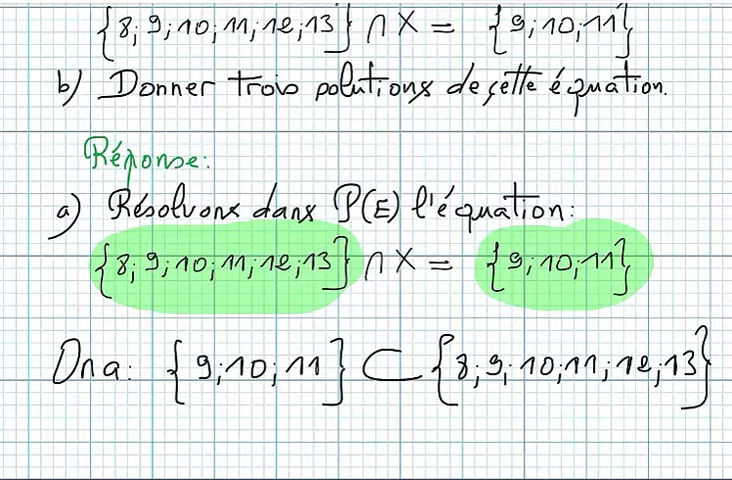 {8; 9; 10; 11; 12; 13} ∩ X = {9; 10; 11}
b) Donner trois solutions de cette équation.
Réponse:
a) Résolvons dans P(E) l'équation:
{8; 9; 10; 11; 12; 13} ∩ X = {9; 10; 11}
On a: {9; 10; 11} ⊂ {8; 9; 10; 11; 12; 13}